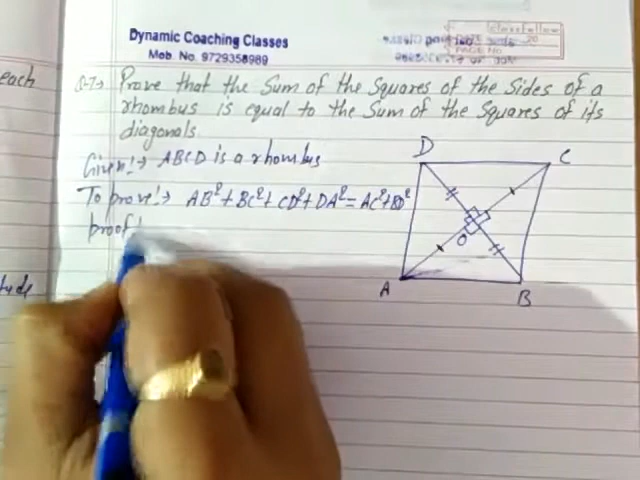 Dynamic Coaching Classes
Mob. No. 9729358989
each
Q-7→ Prove that the Sum of the Squares of the Sides of a
rhombus is equal to the Sum of the Squares of its
diagonals
Given:→ ABCD is a rhombus
To prove:→ AB²+BC²+CD²+DA²=AC²+BD²
proof:
tude
D
C
O
A
B